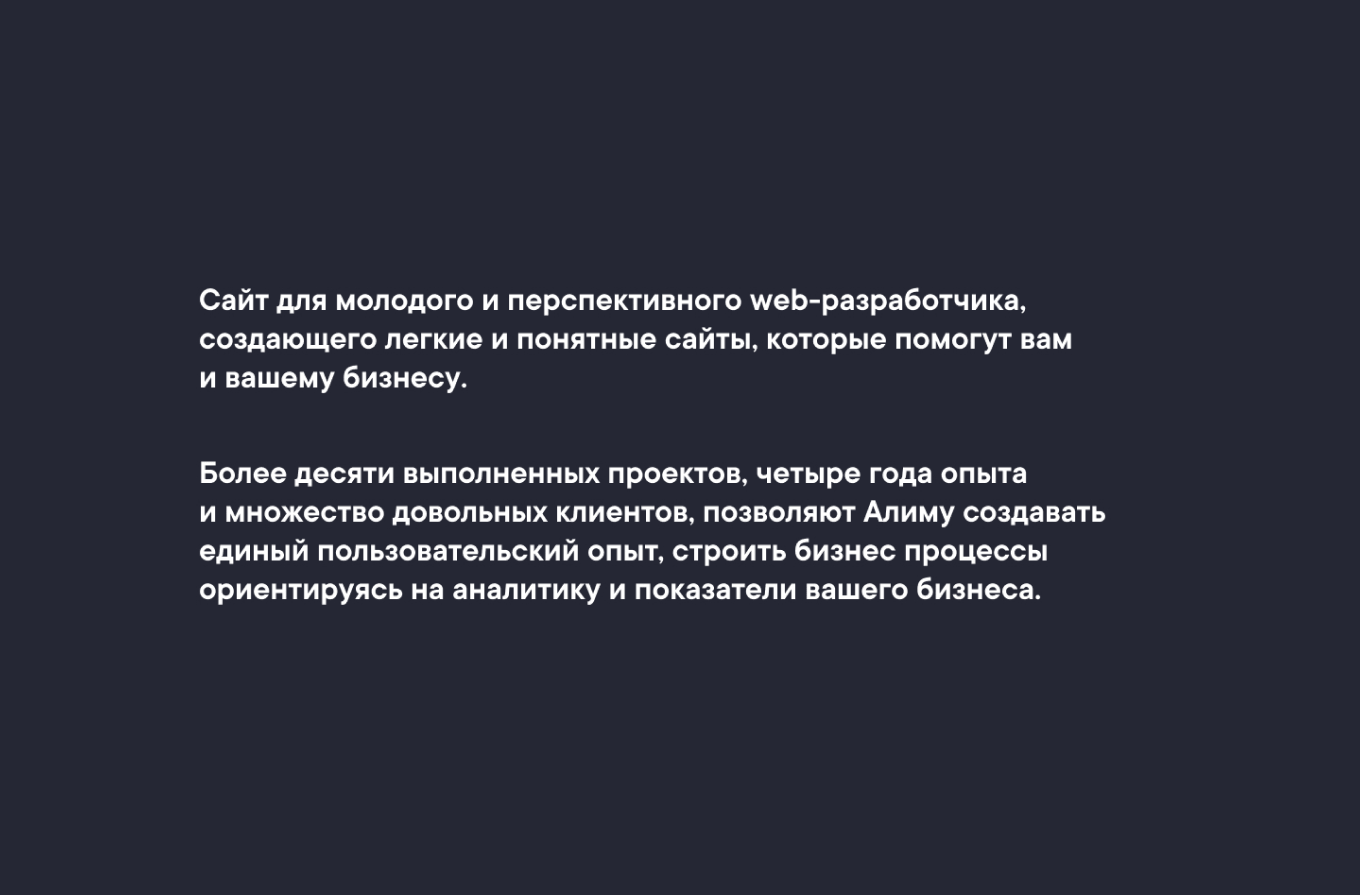 Сайт для молодого и перспективного web-разработчика,
создающего легкие и понятные сайты, которые помогут вам
и вашему бизнесу.
Более десяти выполненных проектов, четыре года опыта
и множество довольных клиентов, позволяют Алиму создавать
единый пользовательский опыт, строить бизнес процессы
ориентируясь на аналитику и показатели вашего бизнеса.